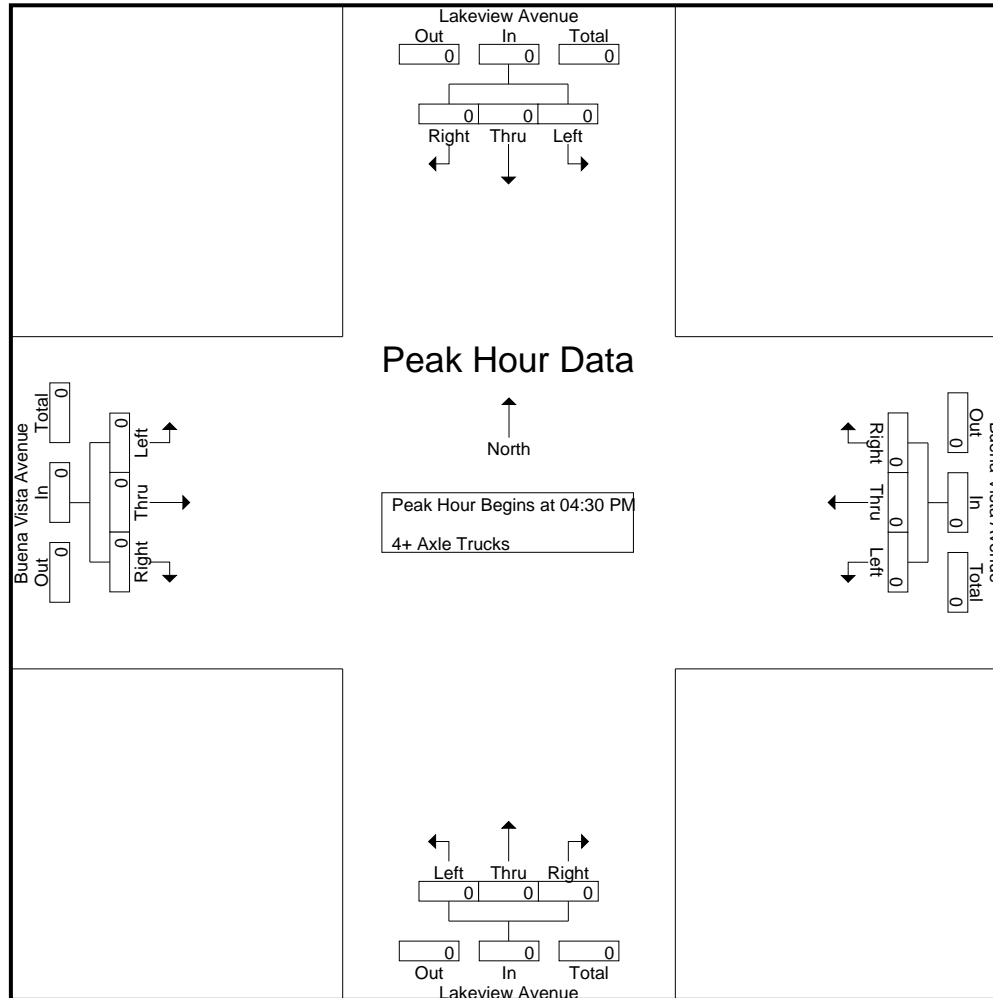 Lakeview Avenue
Out In Total
0 0 0
0 0 0
Right Thru Left
Peak Hour Data
North
Peak Hour Begins at 04:30 PM
4+ Axle Trucks
Buena Vista Avenue
Total In Out
0 0 0
0 0 0
Left Thru Right
Right Thru Left
0 0 0
0 0 0
Out In Total
Left Thru Right
0 0 0
0 0 0
Out In Total
Lakeview Avenue